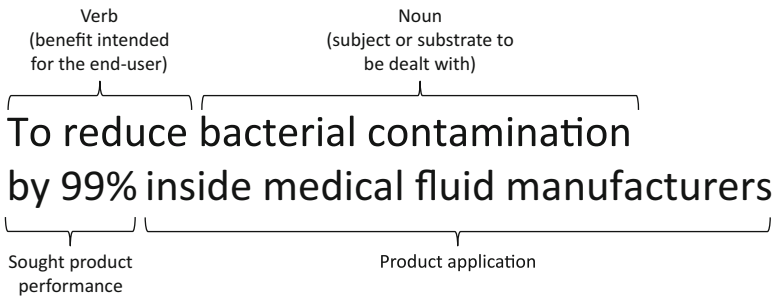 Verb
(benefit intended
for the end-user)
Noun
(subject or substrate to
be dealt with)
To reduce bacterial contamination
by 99% inside medical fluid manufacturers
Sought product
performance
Product application